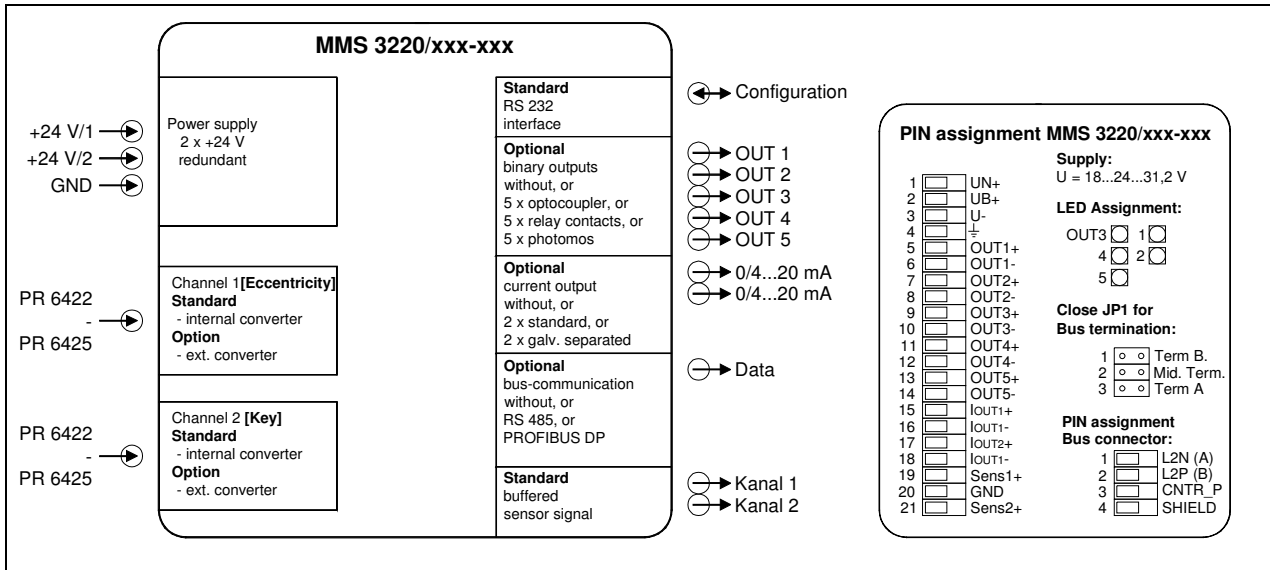 MMS 3220/xxx-xxx
+24 V/1
+24 V/2
GND
Power supply
2 x +24 V
redundant
PR 6422
-
PR 6425
Channel 1[Eccentricity]
Standard
- internal converter
Option
- ext. converter
PR 6422
-
PR 6425
Channel 2 [Key]
Standard
- internal converter
Option
- ext. converter
Standard
RS 232
interface
Configuration
Optional
binary outputs
without, or
5 x optocoupler, or
5 x relay contacts, or
5 x photomos
OUT 1
OUT 2
OUT 3
OUT 4
OUT 5
Optional
current output
without, or
2 x standard, or
2 x galv. separated
0/4...20 mA
0/4...20 mA
Optional
bus-communication
without, or
RS 485, or
PROFIBUS DP
Data
Standard
buffered
sensor signal
Kanal 1
Kanal 2
PIN assignment MMS 3220/xxx-xxx
1 UN+
2 UB+
3 U-
4
5 OUT1+
6 OUT1-
7 OUT2+
8 OUT2-
9 OUT3+
10 OUT3-
11 OUT4+
12 OUT4-
13 OUT5+
14 OUT5-
15 IOUT1+
16 IOUT1-
17 IOUT2+
18 IOUT1-
19 Sens1+
20 GND
21 Sens2+
Supply:
U = 18...24...31,2 V
LED Assignment:
OUT3 1
4 2
5
Close JP1 for
Bus termination:
1 Term B.
2 Mid. Term.
3 Term A
PIN assignment
Bus connector:
1 L2N (A)
2 L2P (B)
3 CNTR_P
4 SHIELD